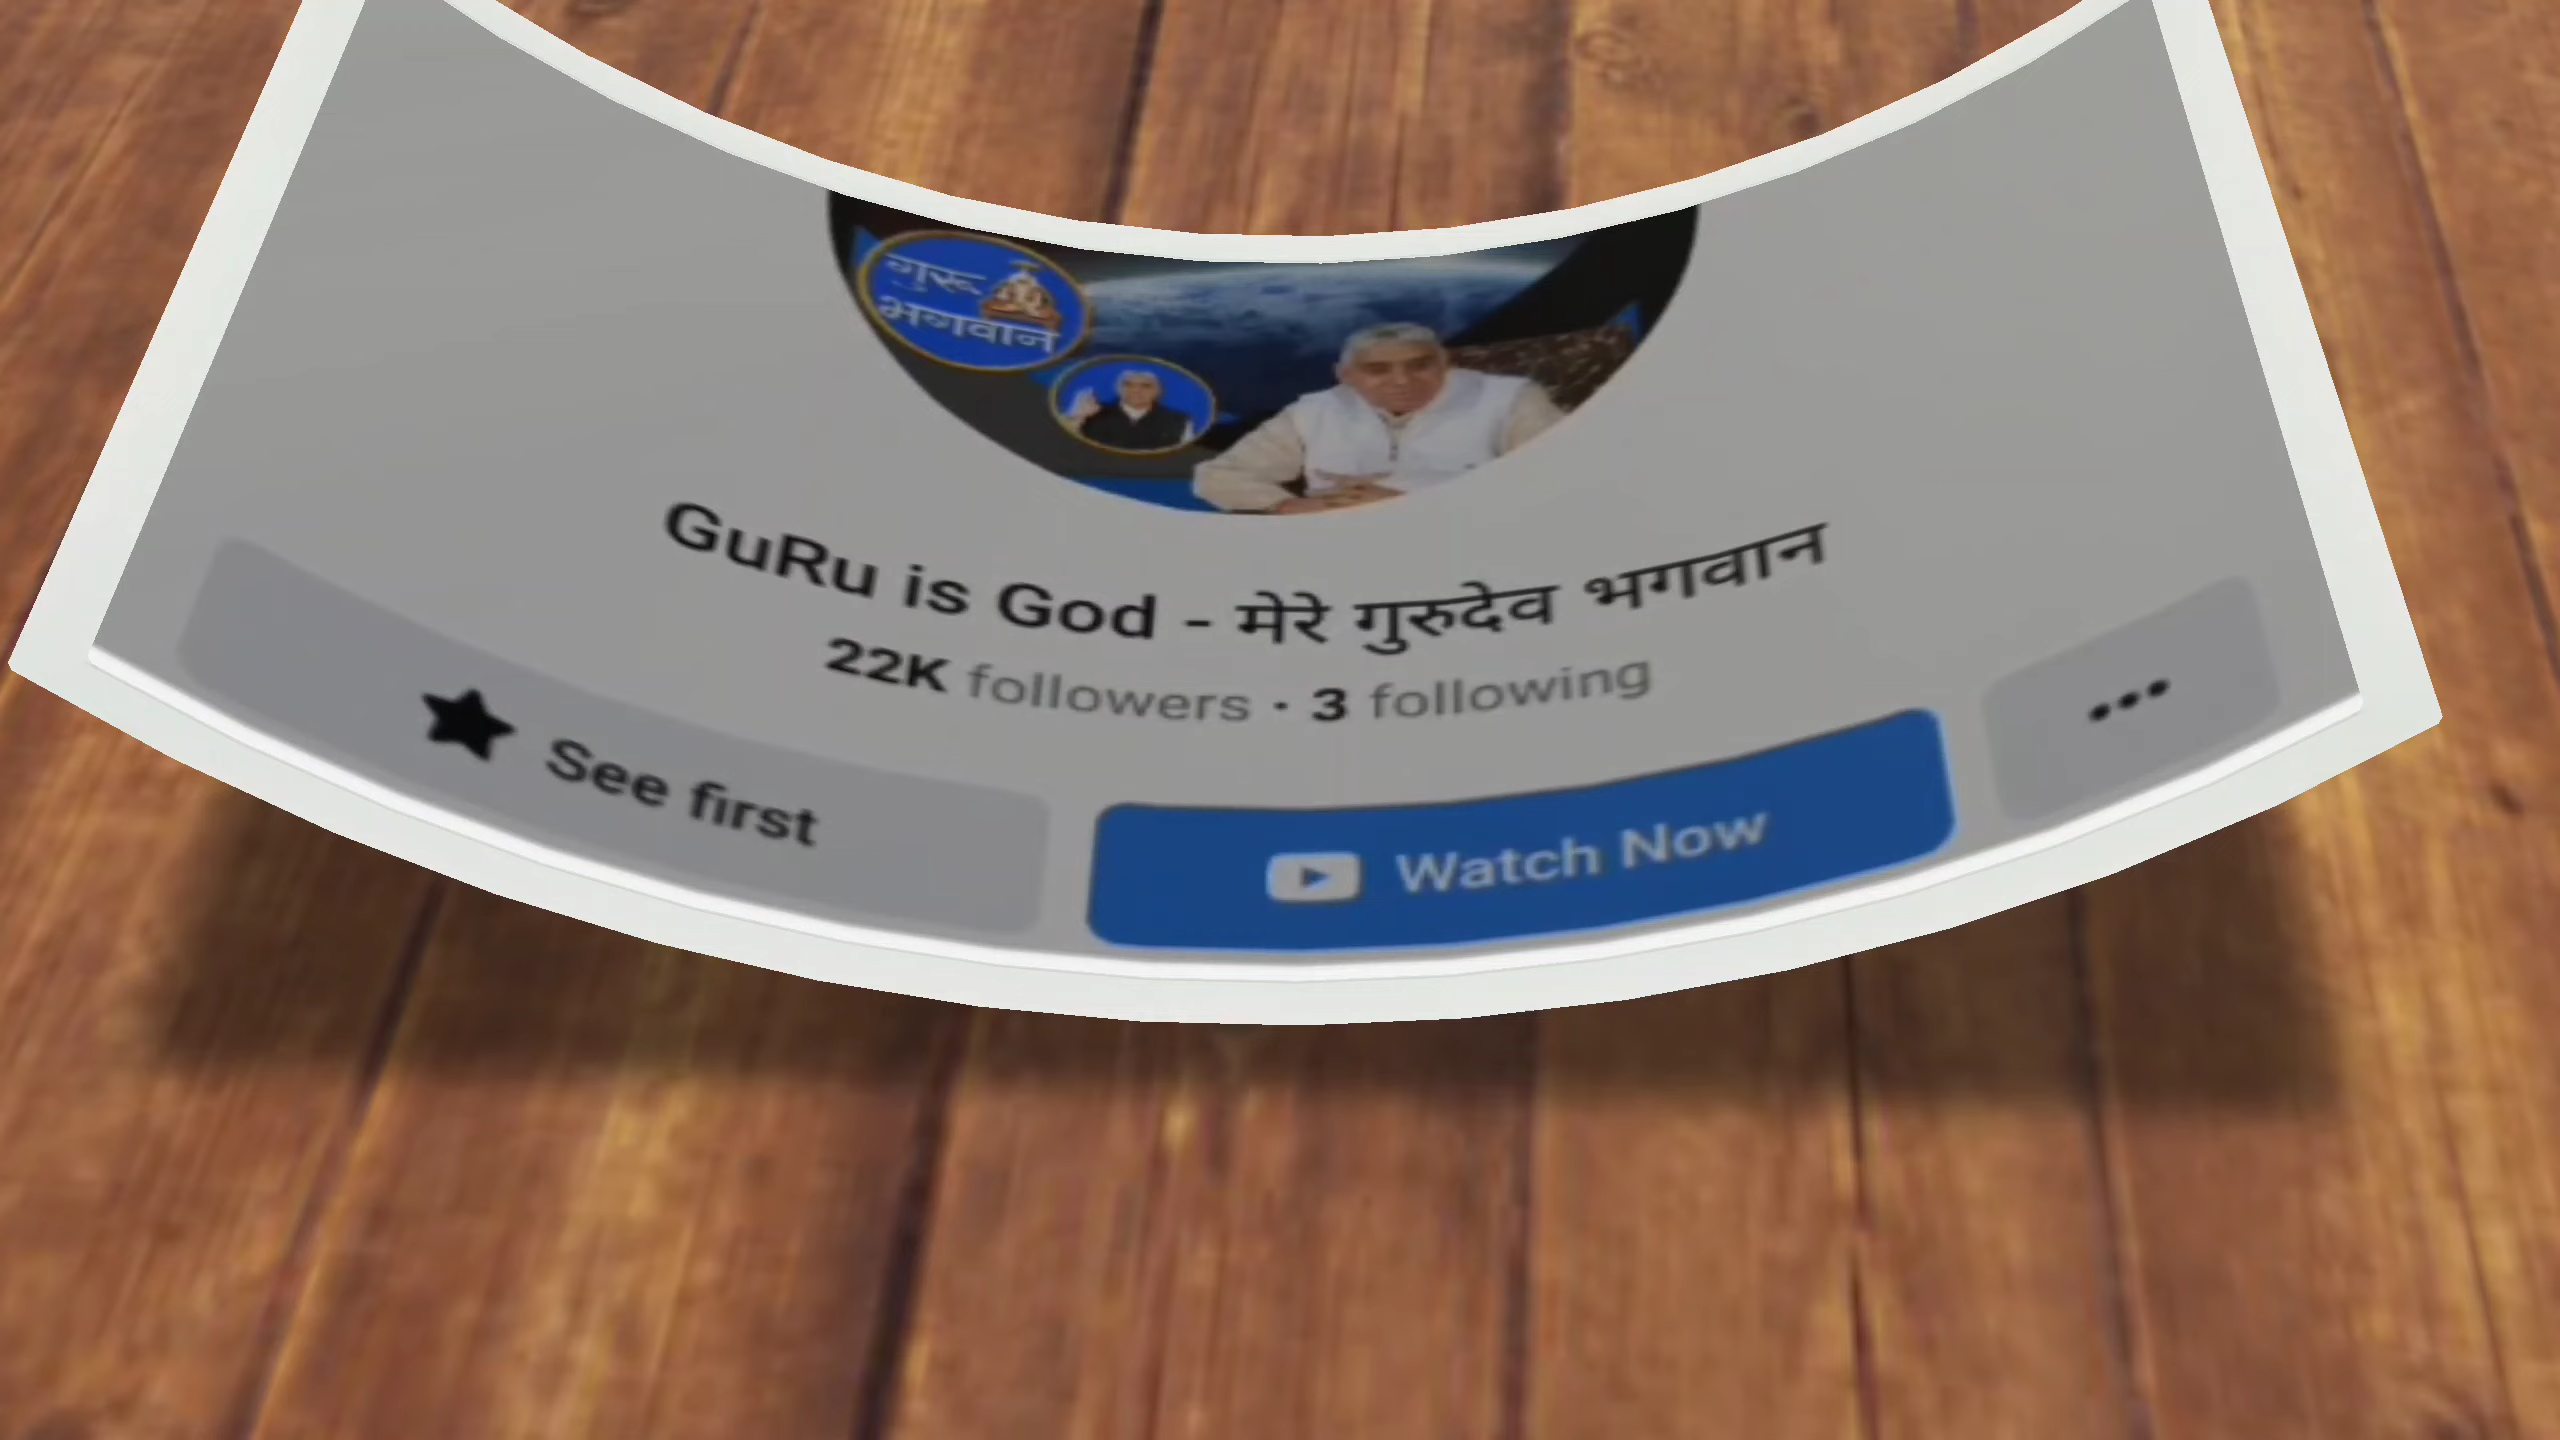 गुरू
भगवान
GuRu is God - मेरे गुरुदेव भगवान
22K followers · 3 following
See first
Watch Now